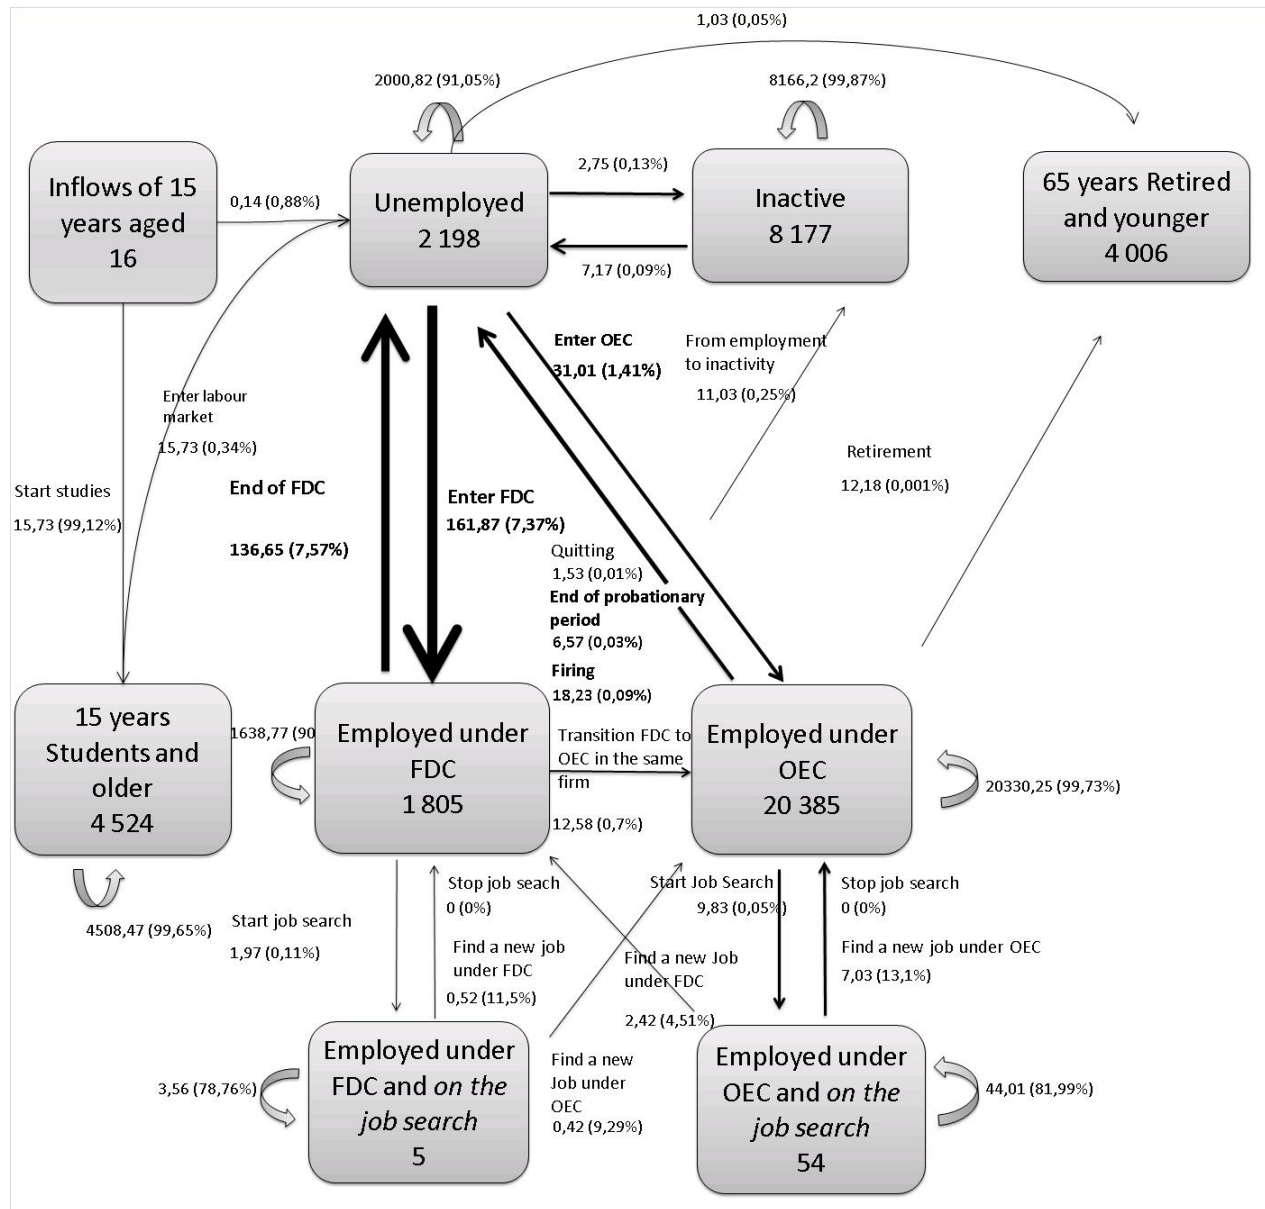 1,03 (0,05%)
2000,82 (91,05%)
8166,2 (99,87%)
Inflows of 15
years aged
16
0,14 (0,88%)
Unemployed
2 198
2,75 (0,13%)
7,17 (0,09%)
Inactive
8 177
65 years Retired
and younger
4 006
Enter OEC
31,01 (1,41%)
From employment
to inactivity
11,03 (0,25%)
Enter labour
market
15,73 (0,34%)
Retirement
12,18 (0,001%)
Start studies
15,73 (99,12%)
End of FDC
136,65 (7,57%)
Enter FDC
161,87 (7,37%)
Quitting
1,53 (0,01%)
End of probationary
period
6,57 (0,03%)
Firing
18,23 (0,09%)
15 years
Students and
older
4 524
1638,77 (90
Employed under
FDC
1 805
Transition FDC to
OEC in the same
firm
12,58 (0,7%)
Employed under
OEC
20 385
20330,25 (99,73%)
4508,47 (99,65%)
Start job search
1,97 (0,11%)
Stop job seach
0 (0%)
Find a new job
under FDC
0,52 (11,5%)
Start Job Search
9,83 (0,05%)
Find a new Job
under FDC
2,42 (4,51%)
Stop job search
0 (0%)
Find a new job under OEC
7,03 (13,1%)
3,56 (78,76%)
Employed under
FDC and on the
job search
5
Find a new
Job under
OEC
0,42 (9,29%)
Employed under
OEC and on the
job search
54
44,01 (81,99%)